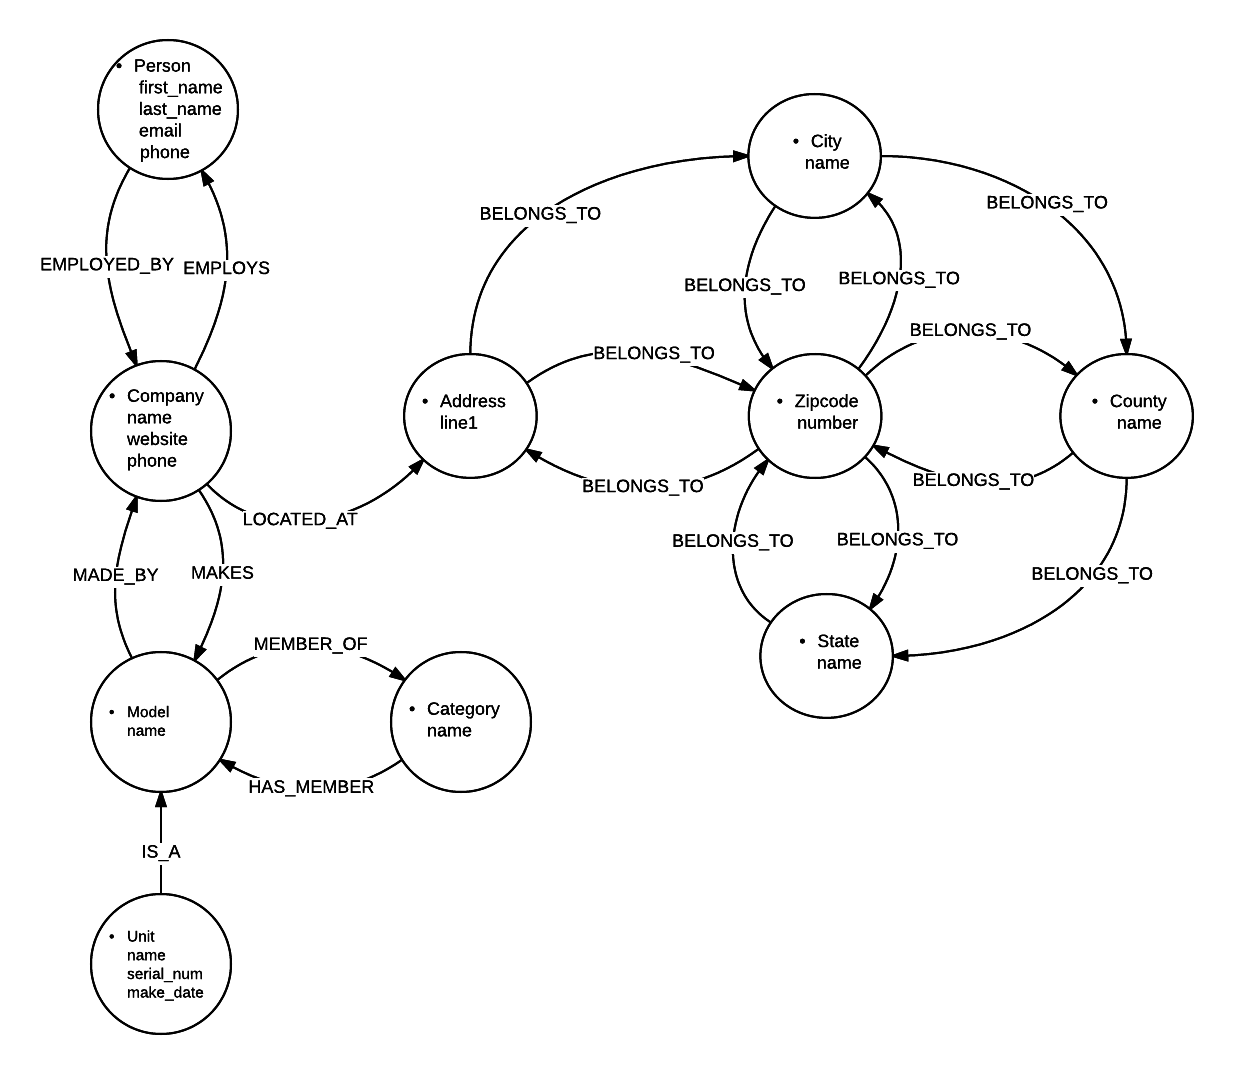 • Person
first_name
last_name
email
phone
EMPLOYED_BY
EMPLOYS
• Company
name
website
phone
LOCATED_AT
MADE_BY
MAKES
• Model
name
MEMBER_OF
• Category
name
HAS_MEMBER
IS_A
• Unit
name
serial_num
make_date
• City
name
BELONGS_TO
BELONGS_TO
BELONGS_TO
BELONGS_TO
BELONGS_TO
BELONGS_TO
• Address
line1
• Zipcode
number
• County
name
BELONGS_TO
BELONGS_TO
BELONGS_TO
BELONGS_TO
BELONGS_TO
• State
name